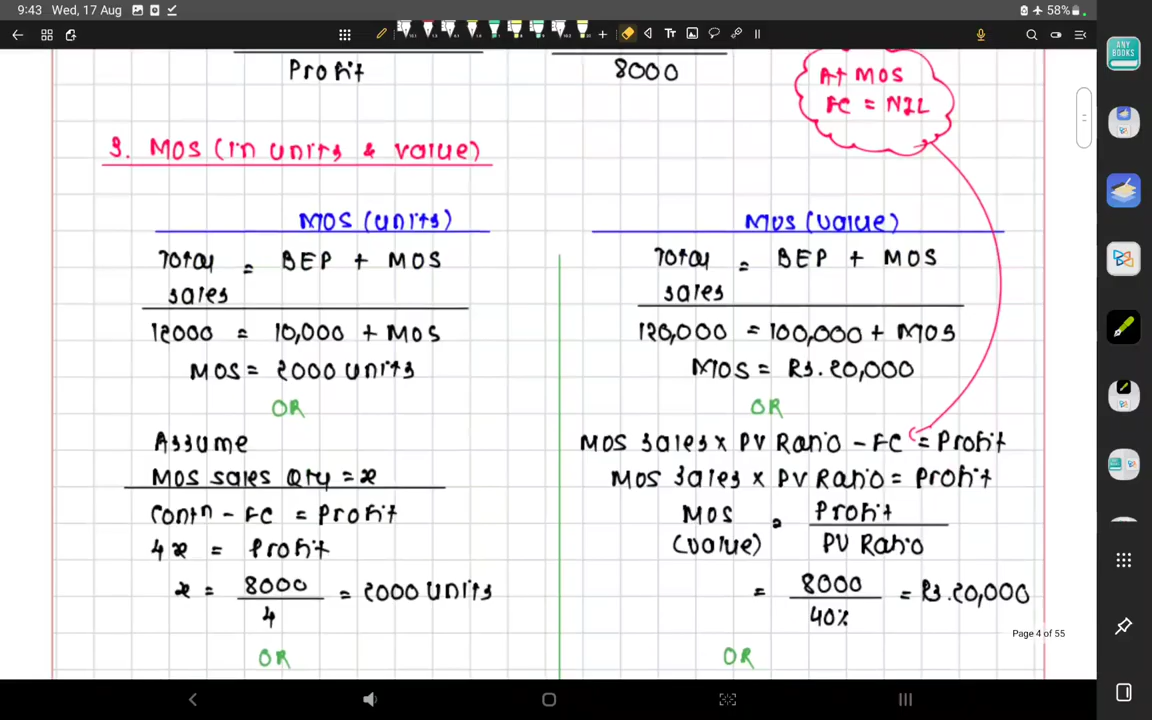 9:43 Wed, 17 Aug
58%
Profit
8000
At MOS
FC = NIL
3. MOS (in units & value)
MOS (units)
Total sales = BEP + MOS
12000 = 10,000 + MOS
MOS = 2000 units
OR
Assume
MOS sales Qty = x
Contn - FC = Profit
4x = Profit
x = 8000 / 4 = 2000 units
OR
MOS (value)
Total sales = BEP + MOS
120,000 = 100,000 + MOS
MOS = Rs. 20,000
OR
MOS sales x PV Ratio - FC = Profit
MOS sales x PV Ratio = Profit
MOS (value) = Profit / PV Ratio
= 8000 / 40% = Rs. 20,000
OR
Page 4 of 55
ANY BOOKS